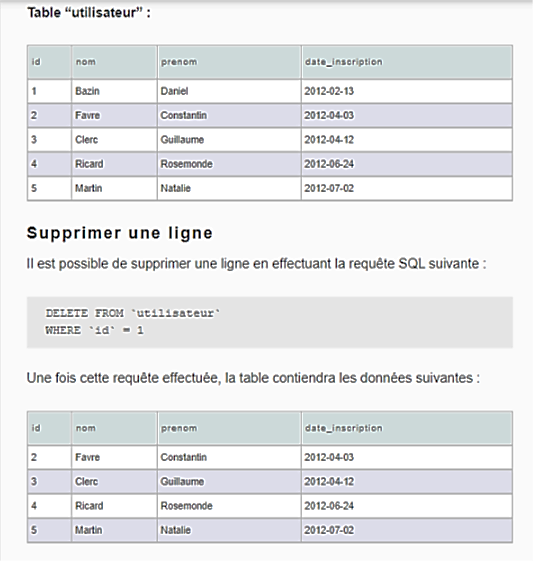 Table “utilisateur” :
id nom prenom date_inscription
1 Bazin Daniel 2012-02-13
2 Favre Constantin 2012-04-03
3 Clerc Guillaume 2012-04-12
4 Ricard Rosemonde 2012-06-24
5 Martin Natalie 2012-07-02
Supprimer une ligne
Il est possible de supprimer une ligne en effectuant la requête SQL suivante :
DELETE FROM `utilisateur`
WHERE `id` = 1
Une fois cette requête effectuée, la table contiendra les données suivantes :
id nom prenom date_inscription
2 Favre Constantin 2012-04-03
3 Clerc Guillaume 2012-04-12
4 Ricard Rosemonde 2012-06-24
5 Martin Natalie 2012-07-02